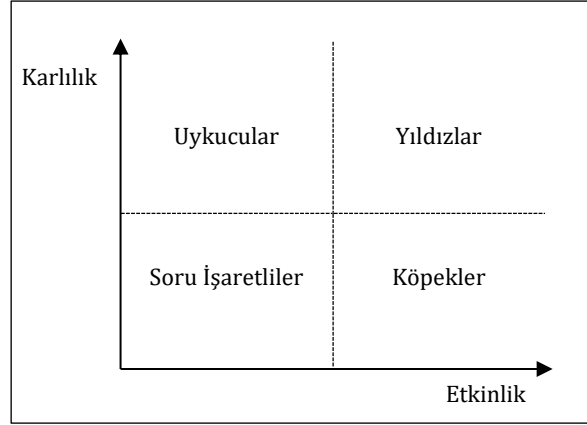 Karlılık
Uykucular
Yıldızlar
Soru İşaretliler
Köpekler
Etkinlik